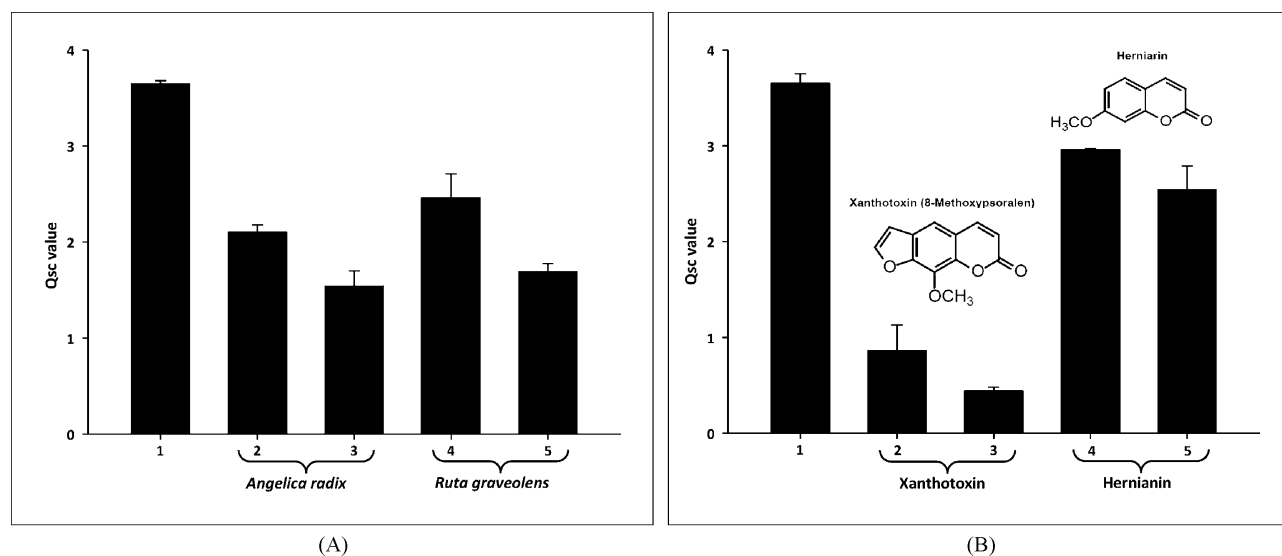 4
3
2
1
0
Qsc value
1
2
3
4
5
Angelica radix
Ruta graveolens
(A)
4
3
2
1
0
Qsc value
Herniarin
H3CO
O
O
Xanthotoxin (8-Methoxypsoralen)
O
O
O
OCH3
1
2
3
4
5
Xanthotoxin
Hernianin
(B)